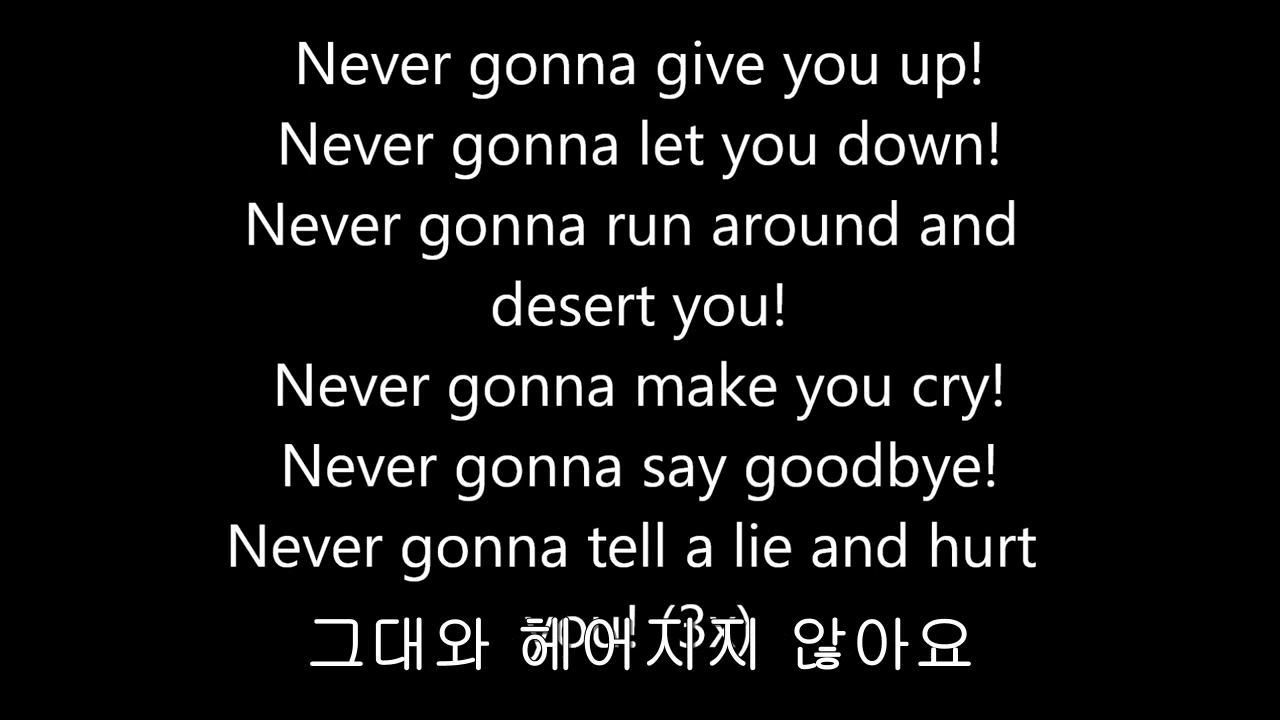 Never gonna give you up!
Never gonna let you down!
Never gonna run around and
desert you!
Never gonna make you cry!
Never gonna say goodbye!
Never gonna tell a lie and hurt
you! (3x)
그대와 헤어지지 않아요